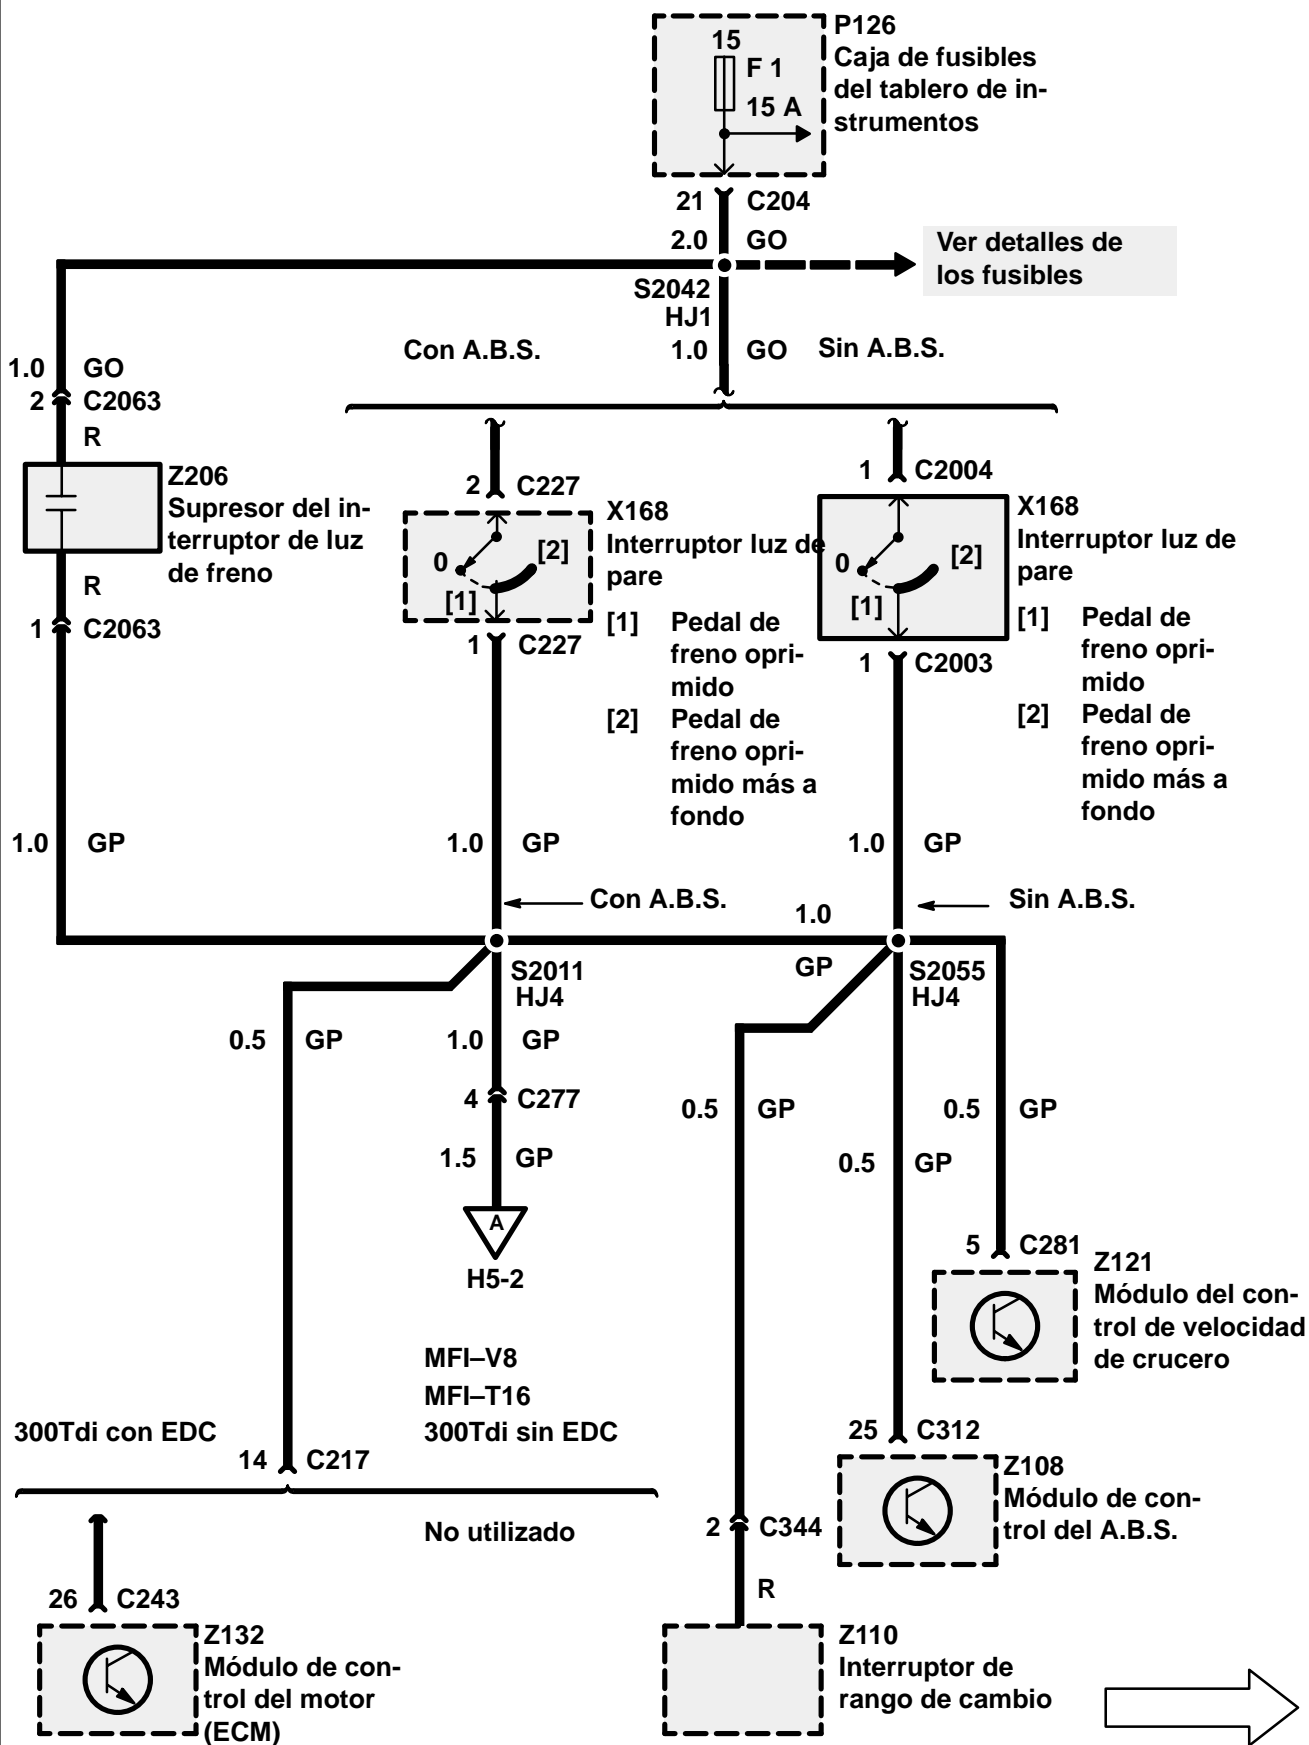 P126
15
Caja de fusibles
F 1
del tablero de in-
15 A
strumentos
21 C204
2.0 GO
Ver detalles de
los fusibles
S2042
HJ1
Con A.B.S.
1.0 GO
Sin A.B.S.
1.0 GO
2 C2063
R
Z206
Supresor del in-
terruptor de luz
de freno
R
1 C2063
1.0 GP
2 C227
X168
Interruptor luz de
pare
0
[2]
[1]
1 C227
[1] Pedal de
freno opri-
mido
[2] Pedal de
freno opri-
mido más a
fondo
1.0 GP
1 C2004
X168
Interruptor luz de
pare
0
[2]
[1]
1 C2003
[1] Pedal de
freno opri-
mido
[2] Pedal de
freno opri-
mido más a
fondo
1.0 GP
Con A.B.S.
1.0
GP
Sin A.B.S.
S2011
HJ4
S2055
HJ4
0.5 GP
1.0 GP
4 C277
1.5 GP
A
H5-2
0.5 GP
0.5 GP
0.5 GP
5 C281
Z121
Módulo del con-
trol de velocidad
de crucero
MFI–V8
MFI–T16
300Tdi con EDC
300Tdi sin EDC
14 C217
25 C312
Z108
Módulo de con-
trol del A.B.S.
No utilizado
2 C344
R
26 C243
Z132
Módulo de con-
trol del motor
(ECM)
Z110
Interruptor de
rango de cambio